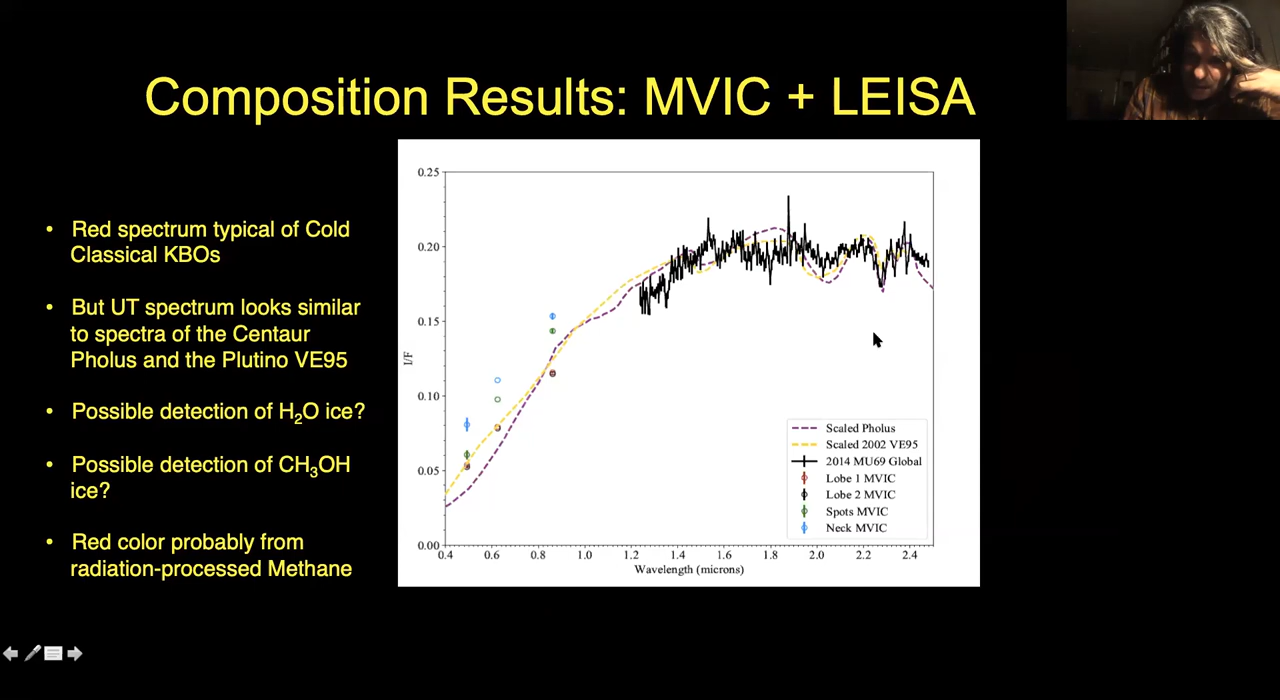 Composition Results: MVIC + LEISA
• Red spectrum typical of Cold
Classical KBOs
• But UT spectrum looks similar
to spectra of the Centaur
Pholus and the Plutino VE95
• Possible detection of H₂O ice?
• Possible detection of CH₃OH
ice?
• Red color probably from
radiation-processed Methane
0.25
0.20
0.15
0.10
0.05
0.00
I/F
0.4 0.6 0.8 1.0 1.2 1.4 1.6 1.8 2.0 2.2 2.4
Wavelength (microns)
Scaled Pholus
Scaled 2002 VE95
2014 MU69 Global
Lobe 1 MVIC
Lobe 2 MVIC
Spots MVIC
Neck MVIC